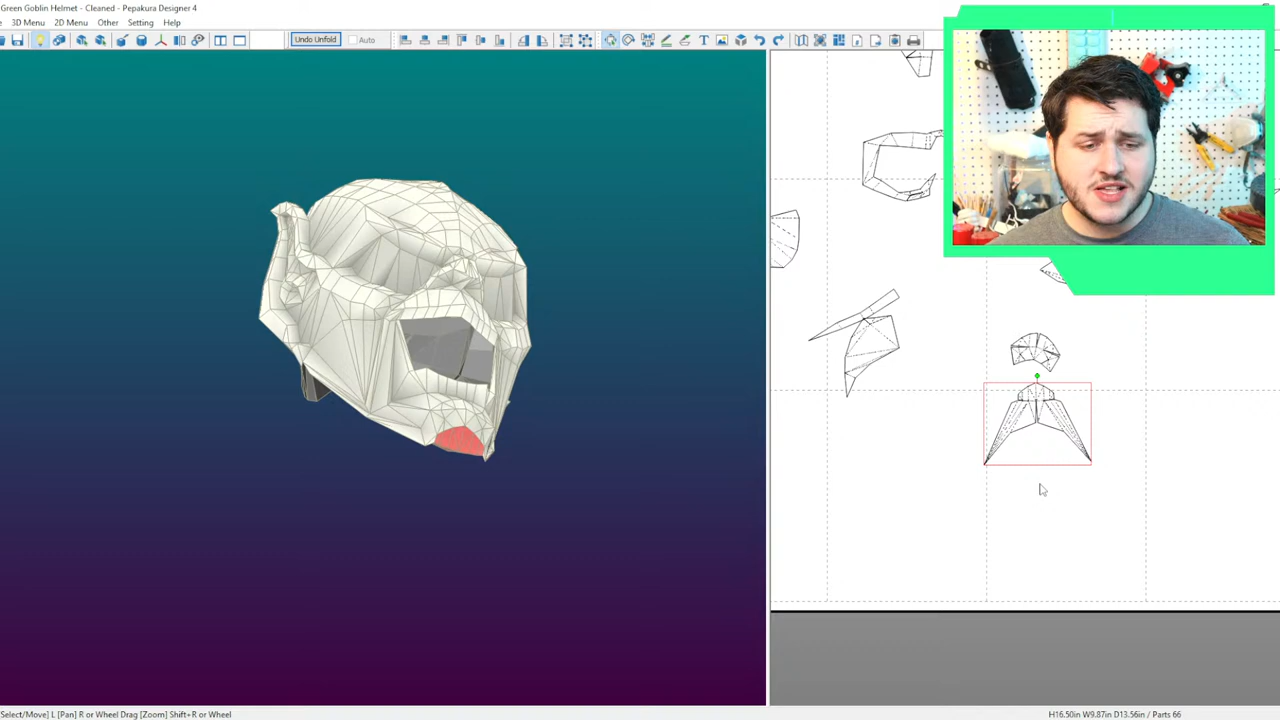 Green Goblin Helmet - Cleaned - Pepakura Designer 4
3D Menu 2D Menu Other Setting Help
Undo Unfold Auto
[Select/Move] L [Pan] R or Wheel Drag [Zoom] Shift+R or Wheel
H16.50in W9.87in D13.56in / Parts 66